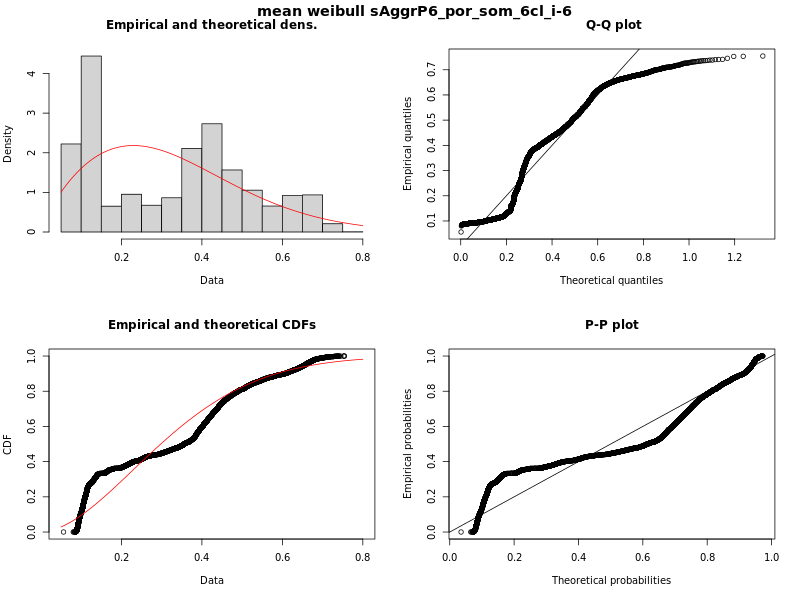 mean weibull sAggrP6_por_som_6cl_i-6
Empirical and theoretical dens.
Density
0 1 2 3 4
0.2 0.4 0.6 0.8
Data
Q-Q plot
Empirical quantiles
0.1 0.2 0.3 0.4 0.5 0.6 0.7
0.0 0.2 0.4 0.6 0.8 1.0 1.2
Theoretical quantiles
Empirical and theoretical CDFs
CDF
0.0 0.2 0.4 0.6 0.8 1.0
0.2 0.4 0.6 0.8
Data
P-P plot
Empirical probabilities
0.0 0.2 0.4 0.6 0.8 1.0
0.0 0.2 0.4 0.6 0.8 1.0
Theoretical probabilities